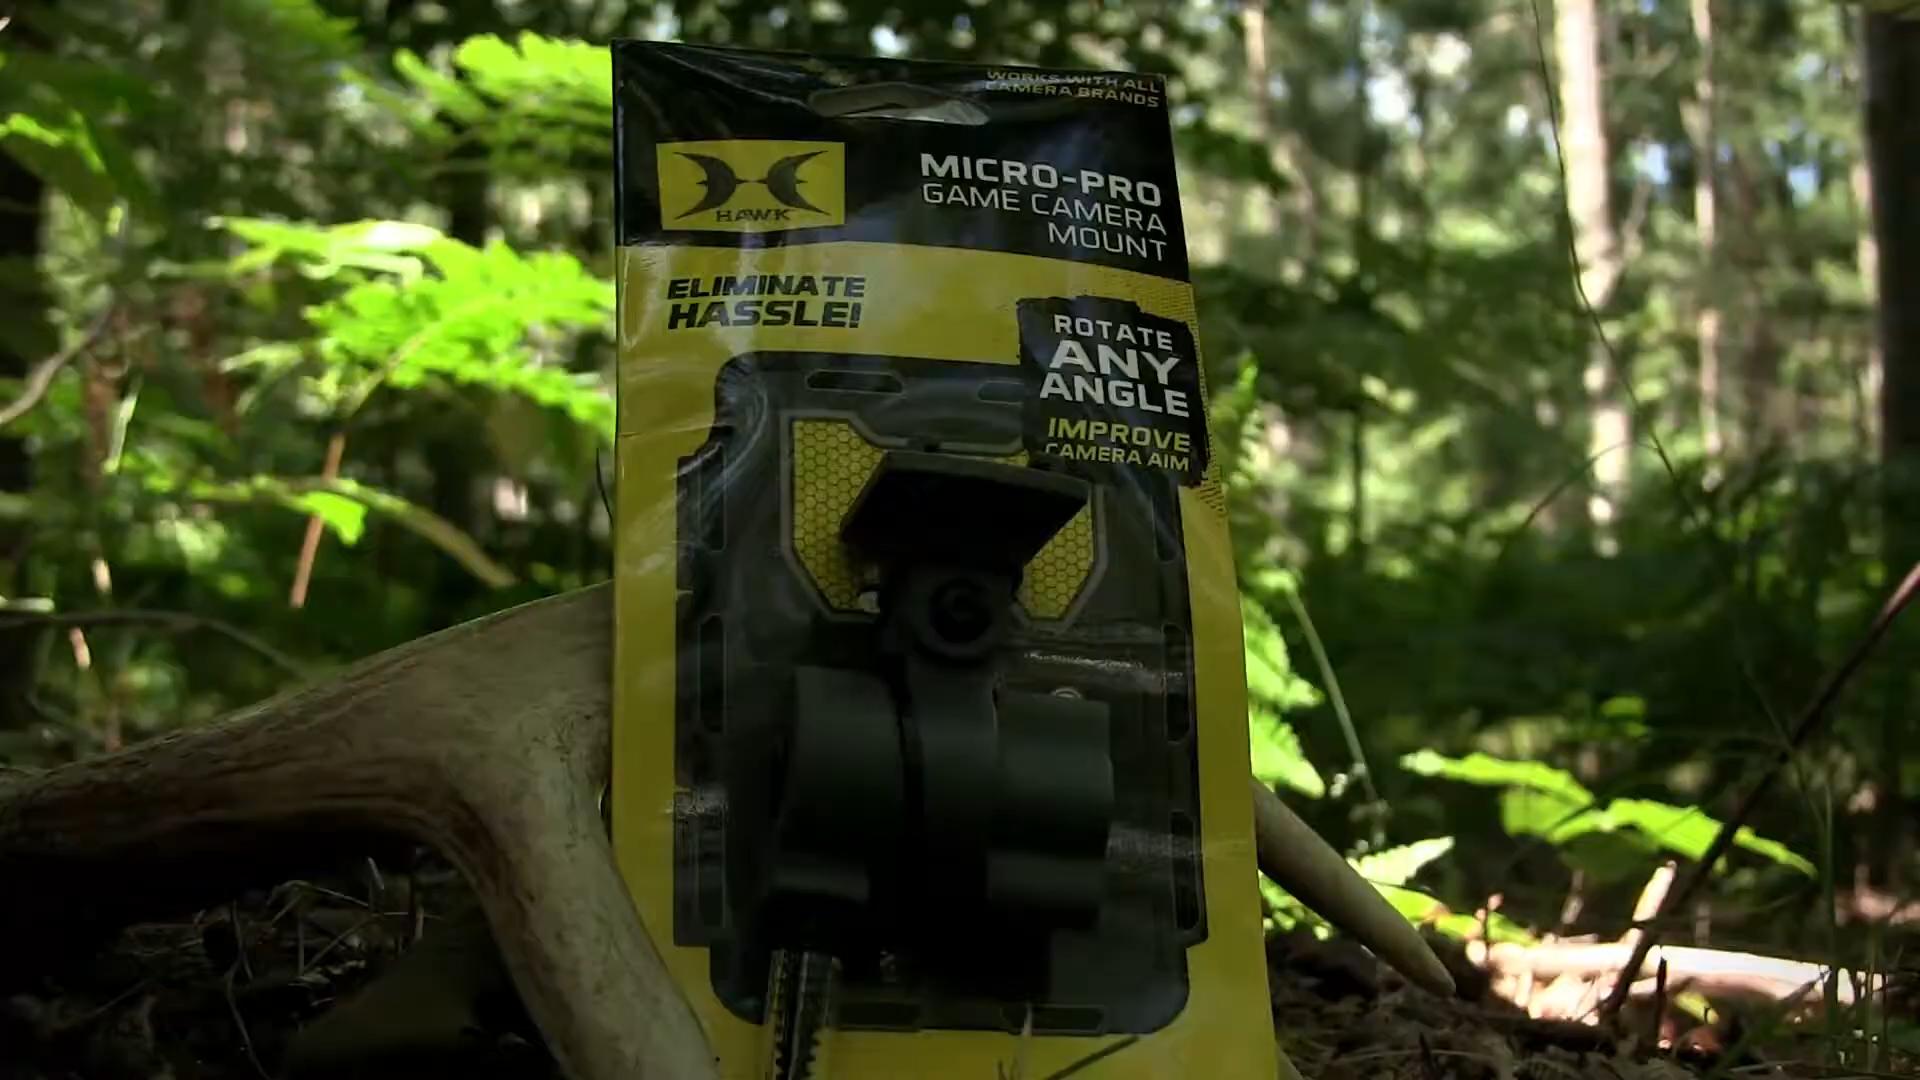 WORKS WITH ALL
CAMERA BRANDS
HAWK
MICRO-PRO
GAME CAMERA
MOUNT
ELIMINATE
HASSLE!
ROTATE
ANY
ANGLE
IMPROVE
CAMERA AIM